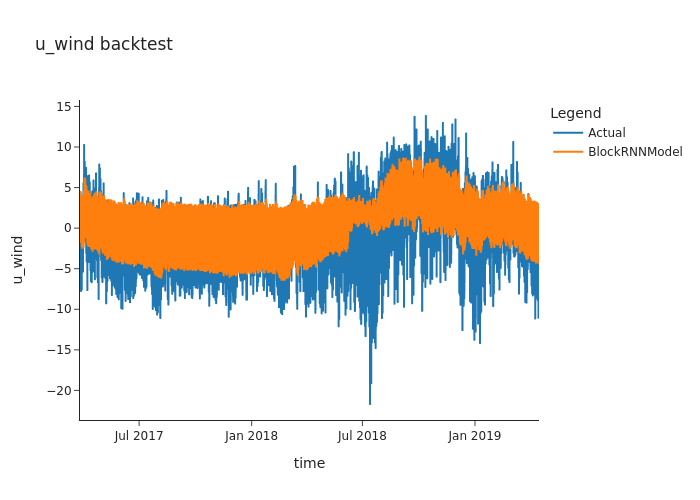 u_wind backtest
Legend
Actual
BlockRNNModel
15
10
5
0
−5
−10
−15
−20
u_wind
Jul 2017
Jan 2018
Jul 2018
Jan 2019
time